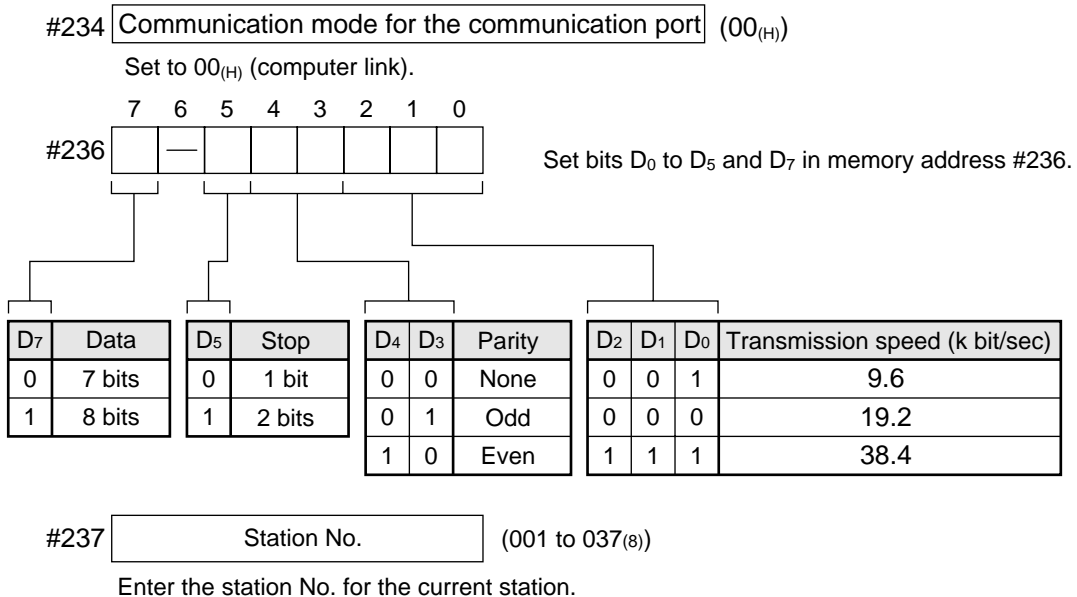 #234 Communication mode for the communication port (00(H))
Set to 00(H) (computer link).
7 6 5 4 3 2 1 0
#236 —
Set bits D0 to D5 and D7 in memory address #236.
D7 Data
0 7 bits
1 8 bits
D5 Stop
0 1 bit
1 2 bits
D4 D3 Parity
0 0 None
0 1 Odd
1 0 Even
D2 D1 D0 Transmission speed (k bit/sec)
0 0 1 9.6
0 0 0 19.2
1 1 1 38.4
#237 Station No. (001 to 037(8))
Enter the station No. for the current station.